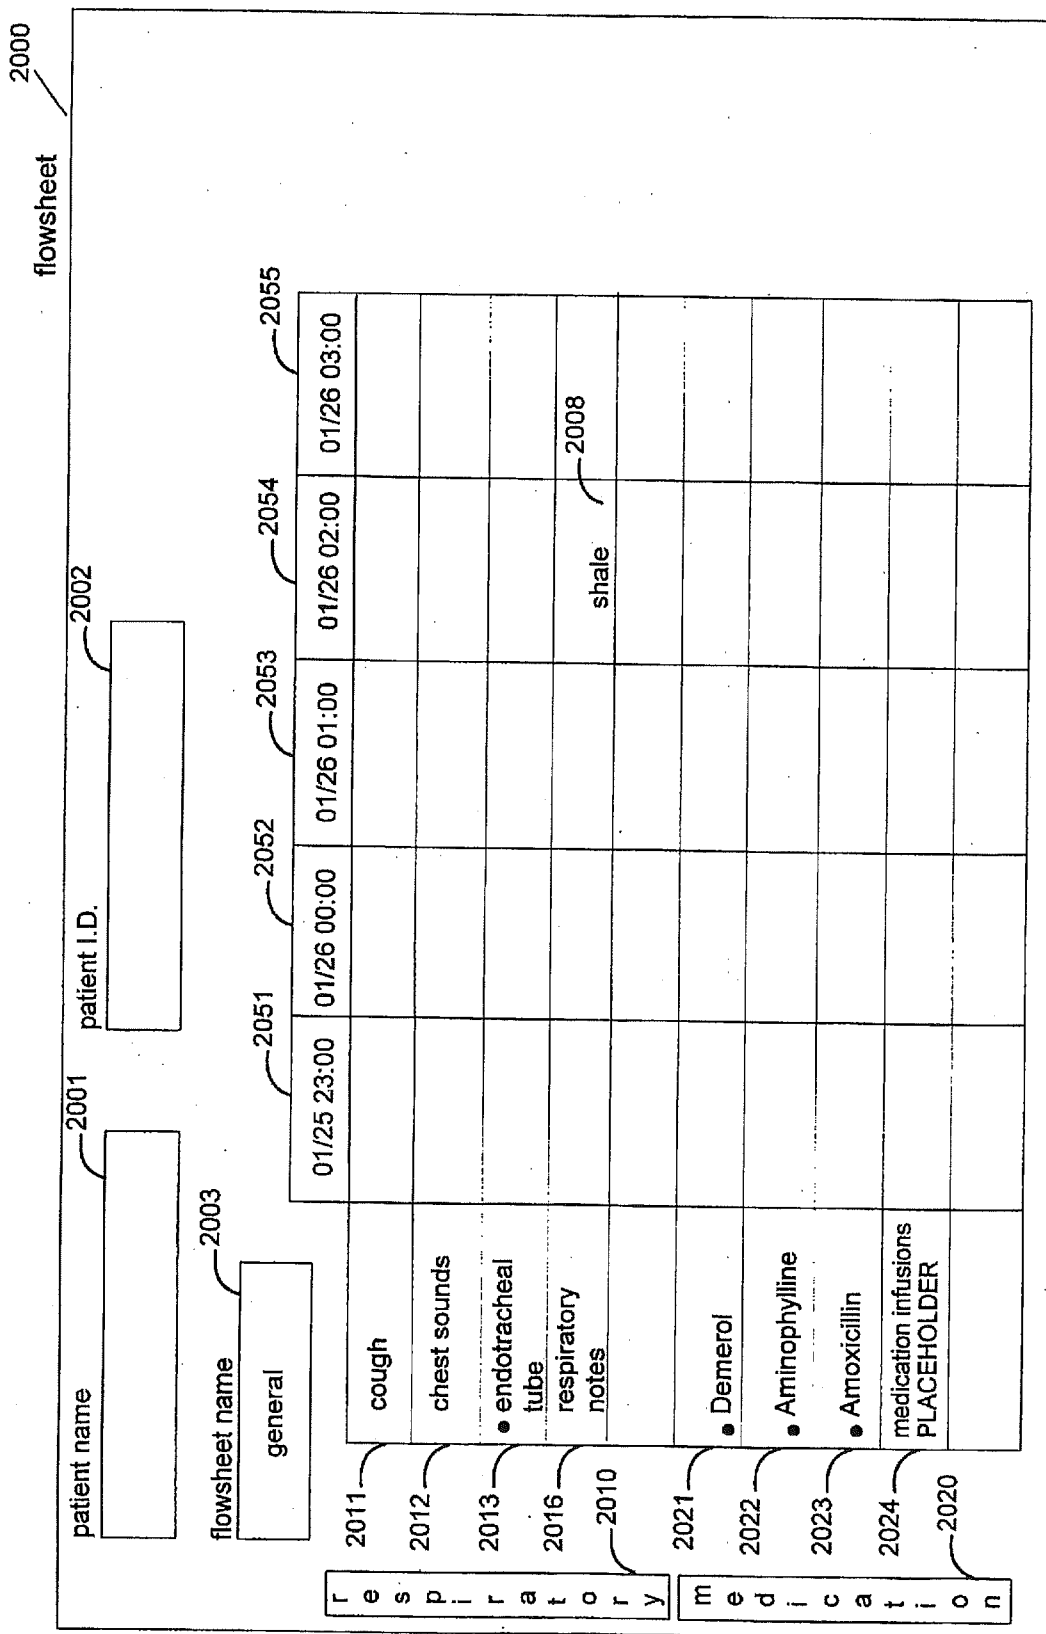 flowsheet
2000
patient name
2001
patient I.D.
2002
flowsheet name
2003
general
2051
2052
2053
2054
2055
01/25 23:00
01/26 00:00
01/26 01:00
01/26 02:00
01/26 03:00
respiratory
2010
2011
cough
2012
chest sounds
2013
• endotracheal
tube
2016
respiratory
notes
shale
2008
medication
2020
2021
• Demerol
2022
• Aminophylline
2023
• Amoxicillin
2024
medication infusions
PLACEHOLDER